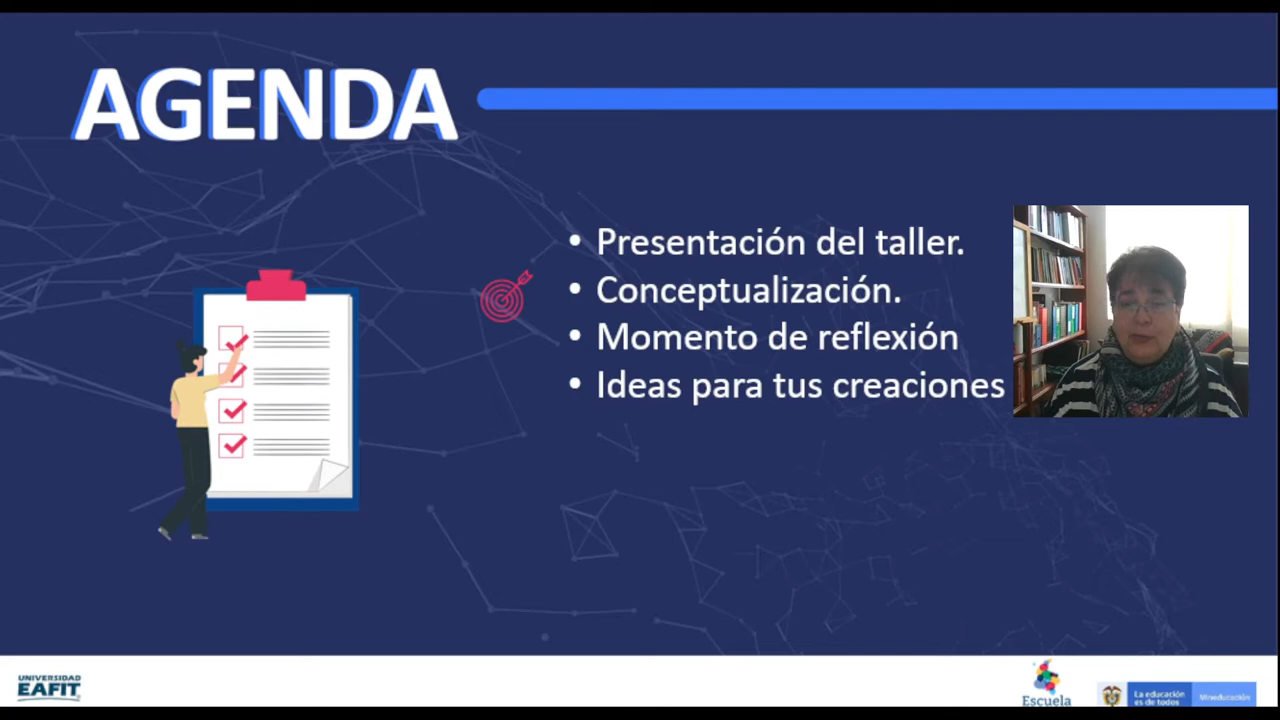 AGENDA
• Presentación del taller.
• Conceptualización.
• Momento de reflexión
• Ideas para tus creaciones
UNIVERSIDAD
EAFIT
Escuela
La educación
es de todos
Mineducación